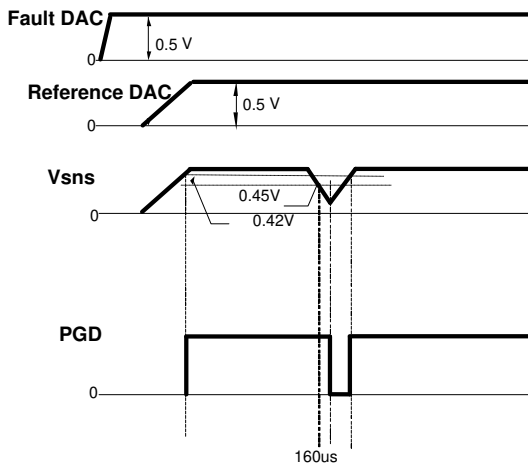 Fault DAC
0.5 V
0
Reference DAC
0.5 V
0
Vsns
0.45V
0
0.42V
PGD
0
160us